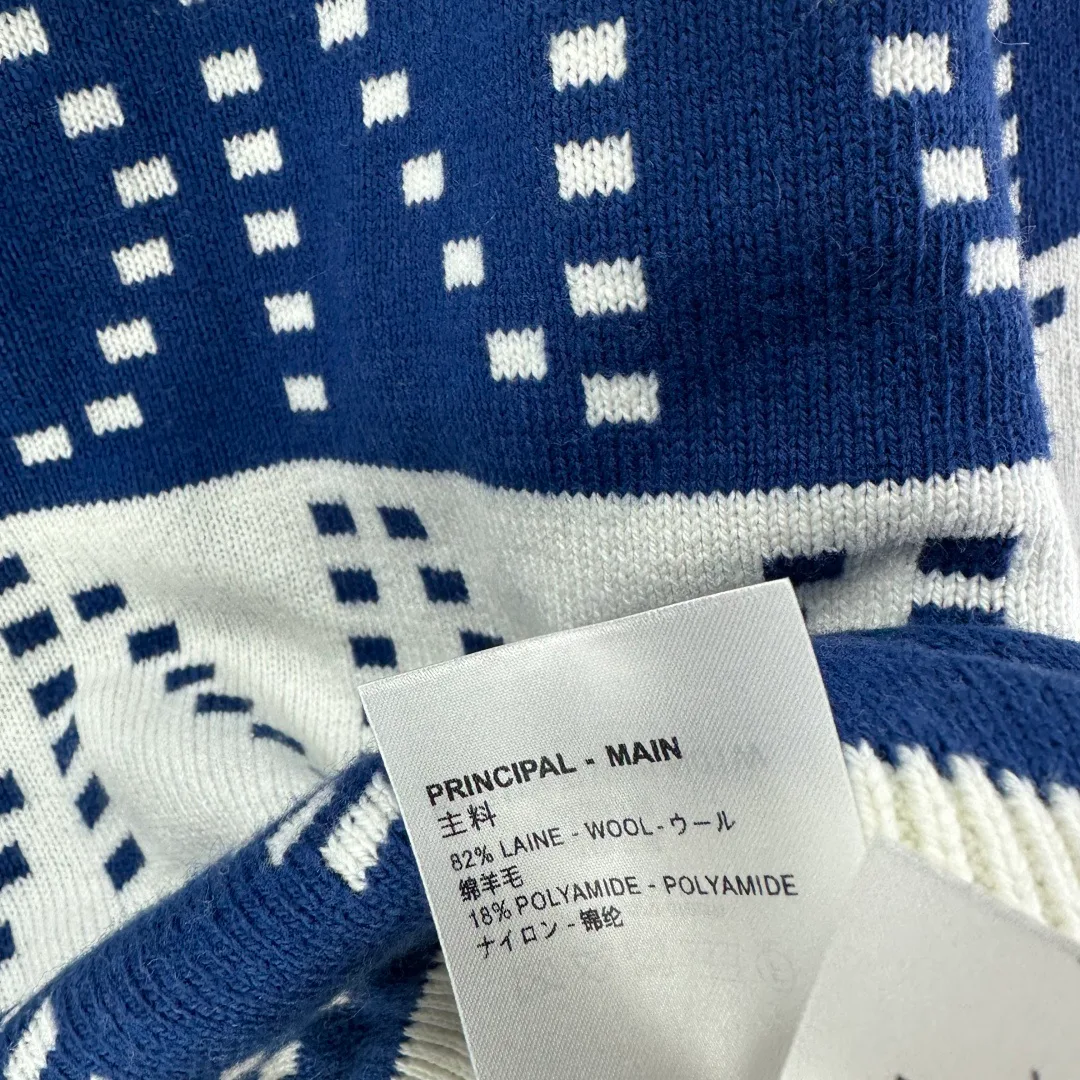 PRINCIPAL - MAIN
主料
82% LAINE - WOOL - ウール
绵羊毛
18% POLYAMIDE - POLYAMIDE
ナイロン - 锦纶